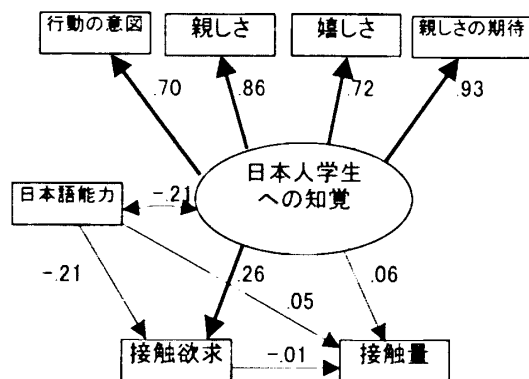 行動の意図
親しさ
嬉しさ
親しさの期待
.70
.86
.72
.93
日本人学生
への知覚
日本語能力
-.21
-.21
.26
.05
.06
接触欲求
-.01
接触量